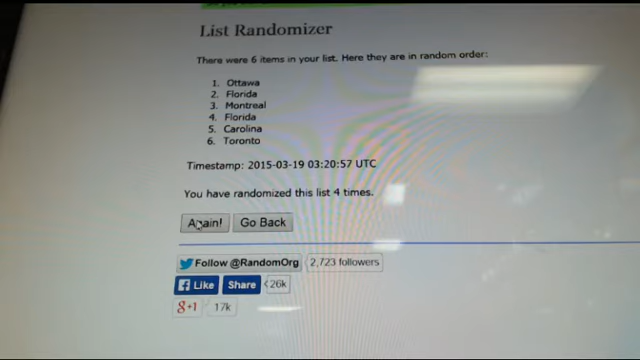 List Randomizer
There were 6 items in your list. Here they are in random order:
1. Ottawa
2. Florida
3. Montreal
4. Florida
5. Carolina
6. Toronto
Timestamp: 2015-03-19 03:20:57 UTC
You have randomized this list 4 times.
Again! Go Back
Follow @RandomOrg 2,723 followers
Like Share 26k
g+1 17k